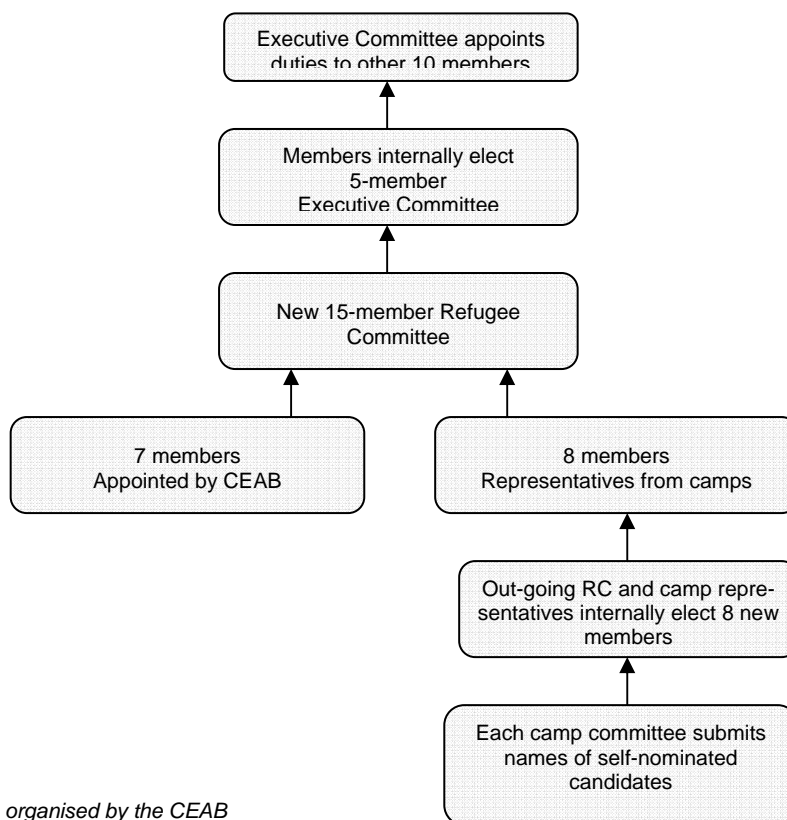 Executive Committee appoints
duties to other 10 members
Members internally elect
5-member
Executive Committee
New 15-member Refugee
Committee
7 members
Appointed by CEAB
8 members
Representatives from camps
Out-going RC and camp repre-
sentatives internally elect 8 new
members
Each camp committee submits
names of self-nominated
candidates
organised by the CEAB